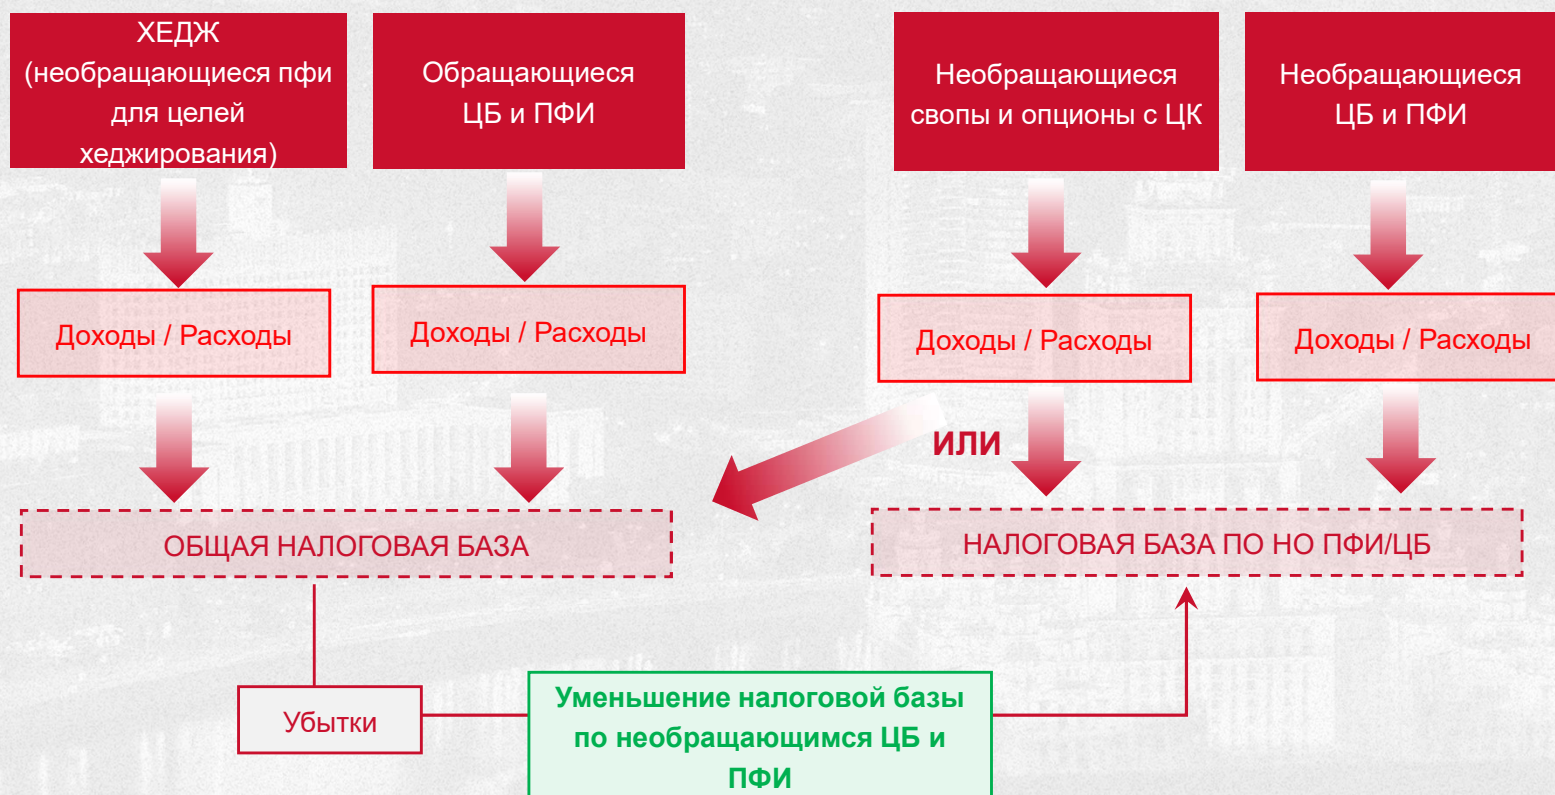 ХЕДЖ
(необращающиеся пфи
для целей
хеджирования)
Обращающиеся
ЦБ и ПФИ
Необращающиеся
свопы и опционы с ЦК
Необращающиеся
ЦБ и ПФИ
Доходы / Расходы
Доходы / Расходы
Доходы / Расходы
Доходы / Расходы
ИЛИ
ОБЩАЯ НАЛОГОВАЯ БАЗА
НАЛОГОВАЯ БАЗА ПО НО ПФИ/ЦБ
Убытки
Уменьшение налоговой базы
по необращающимся ЦБ и
ПФИ